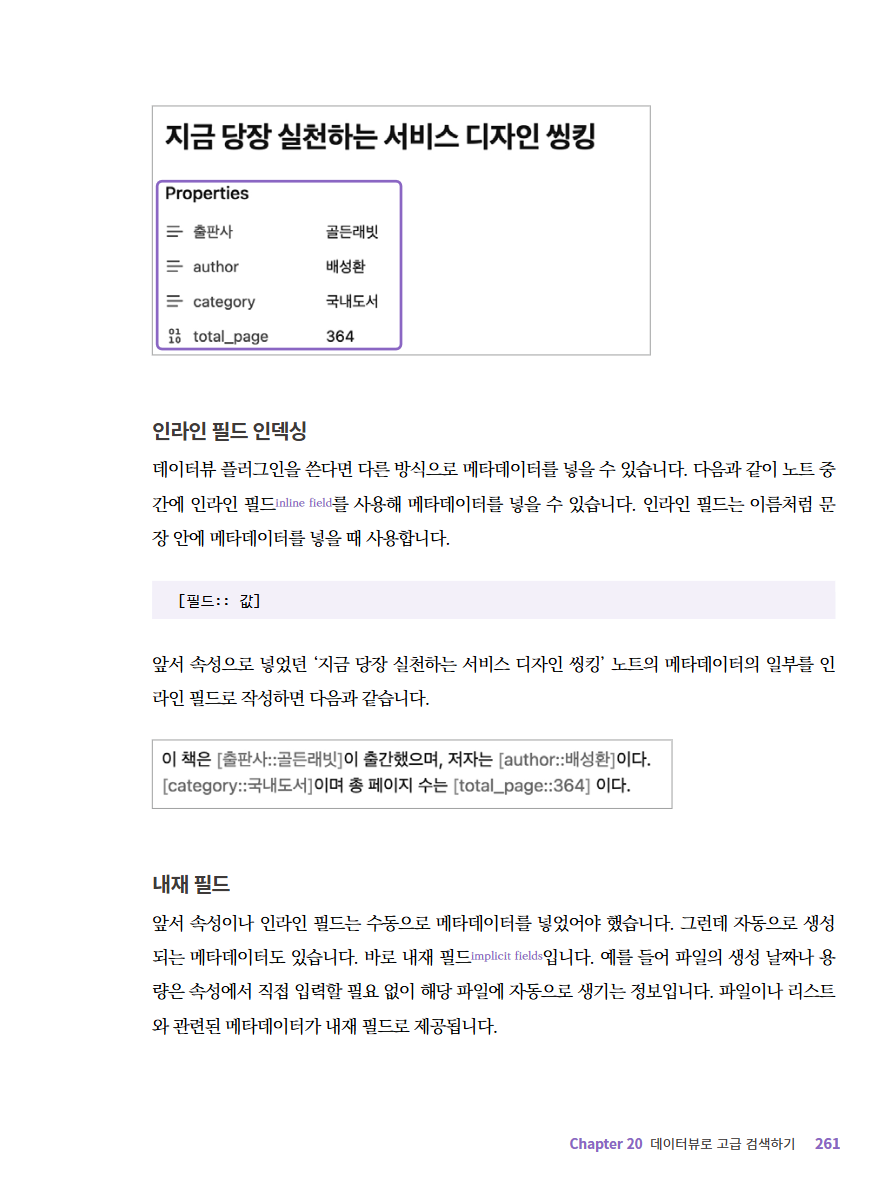 지금 당장 실천하는 서비스 디자인 씽킹
Properties
출판사 골든래빗
author 배성환
category 국내도서
total_page 364
인라인 필드 인덱싱
데이터뷰 플러그인을 쓴다면 다른 방식으로 메타데이터를 넣을 수 있습니다. 다음과 같이 노트 중
간에 인라인 필드inline field를 사용해 메타데이터를 넣을 수 있습니다. 인라인 필드는 이름처럼 문
장 안에 메타데이터를 넣을 때 사용합니다.
[필드:: 값]
앞서 속성으로 넣었던 ‘지금 당장 실천하는 서비스 디자인 씽킹’ 노트의 메타데이터의 일부를 인
라인 필드로 작성하면 다음과 같습니다.
이 책은 [출판사::골든래빗]이 출간했으며, 저자는 [author::배성환]이다.
[category::국내도서]이며 총 페이지 수는 [total_page::364] 이다.
내재 필드
앞서 속성이나 인라인 필드는 수동으로 메타데이터를 넣었어야 했습니다. 그런데 자동으로 생성
되는 메타데이터도 있습니다. 바로 내재 필드implicit fields입니다. 예를 들어 파일의 생성 날짜나 용
량은 속성에서 직접 입력할 필요 없이 해당 파일에 자동으로 생기는 정보입니다. 파일이나 리스트
와 관련된 메타데이터가 내재 필드로 제공됩니다.
Chapter 20 데이터뷰로 고급 검색하기 261